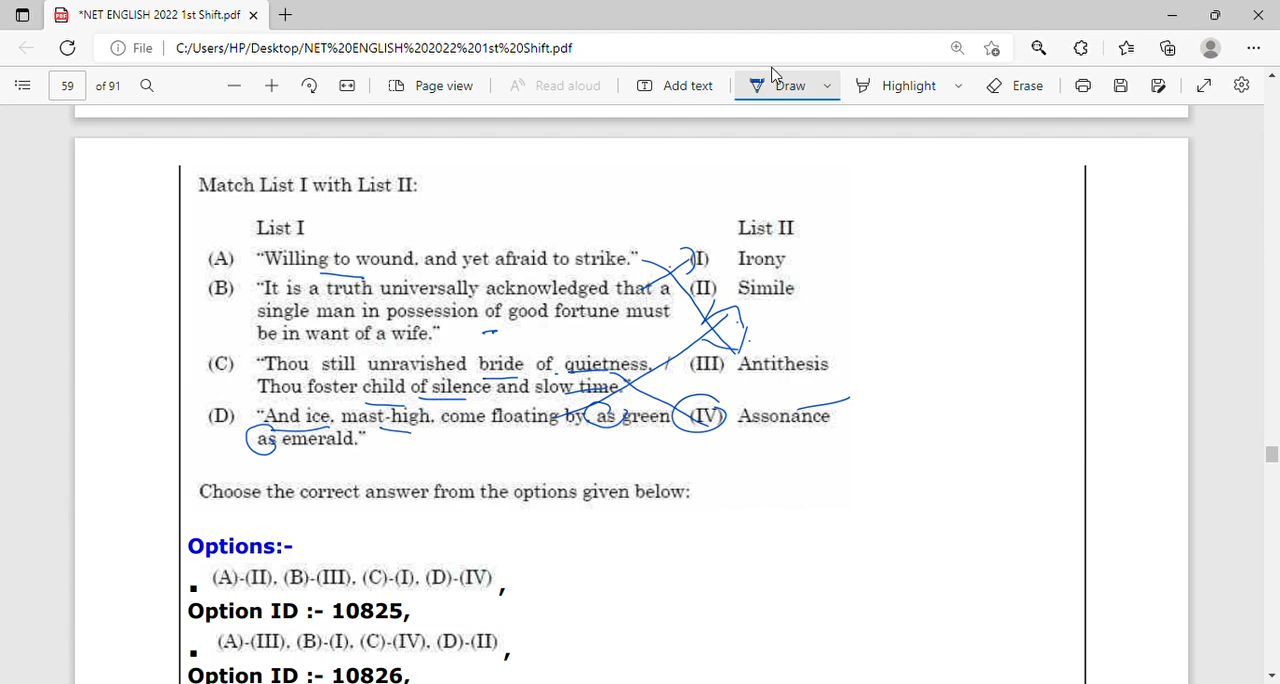 *NET ENGLISH 2022 1st Shift.pdf
File C:/Users/HP/Desktop/NET%20ENGLISH%202022%201st%20Shift.pdf
59 of 91 Page view Read aloud Add text Draw Highlight Erase
Match List I with List II:
List I List II
(A) “Willing to wound, and yet afraid to strike.” (I) Irony
(B) “It is a truth universally acknowledged that a (II) Simile
single man in possession of good fortune must
be in want of a wife.”
(C) “Thou still unravished bride of quietness, / (III) Antithesis
Thou foster child of silence and slow time.”
(D) “And ice, mast-high, come floating by, as green (IV) Assonance
as emerald.”
Choose the correct answer from the options given below:
Options:-
(A)-(II), (B)-(III), (C)-(I), (D)-(IV) ,
Option ID :- 10825,
(A)-(III), (B)-(I), (C)-(IV), (D)-(II) ,
Option ID :- 10826,